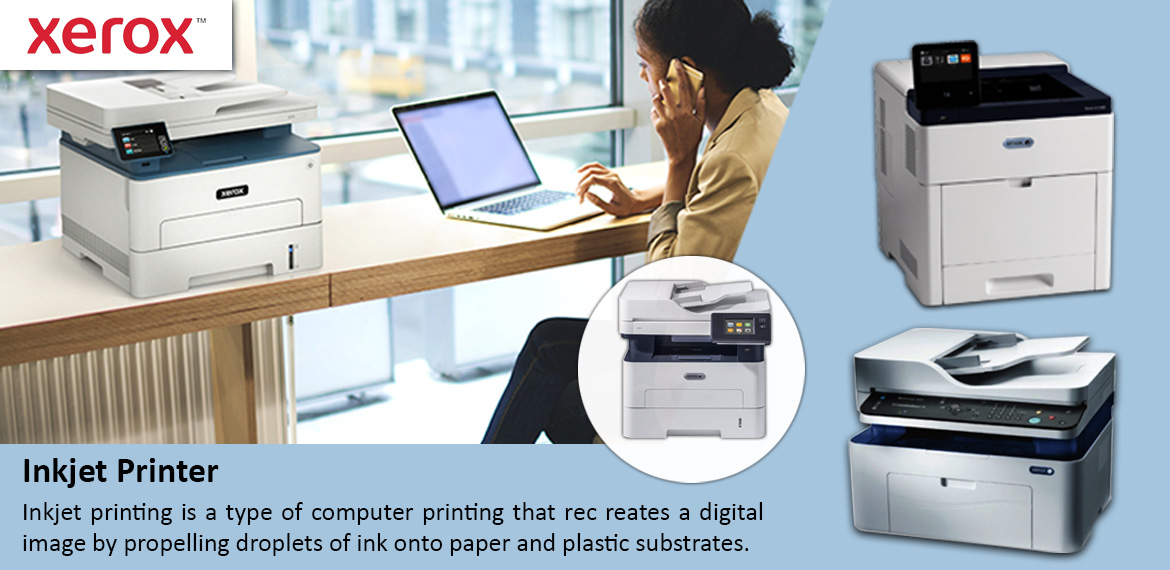 xerox™
xerox
XEROX
Inkjet Printer
Inkjet printing is a type of computer printing that rec reates a digital
image by propelling droplets of ink onto paper and plastic substrates.